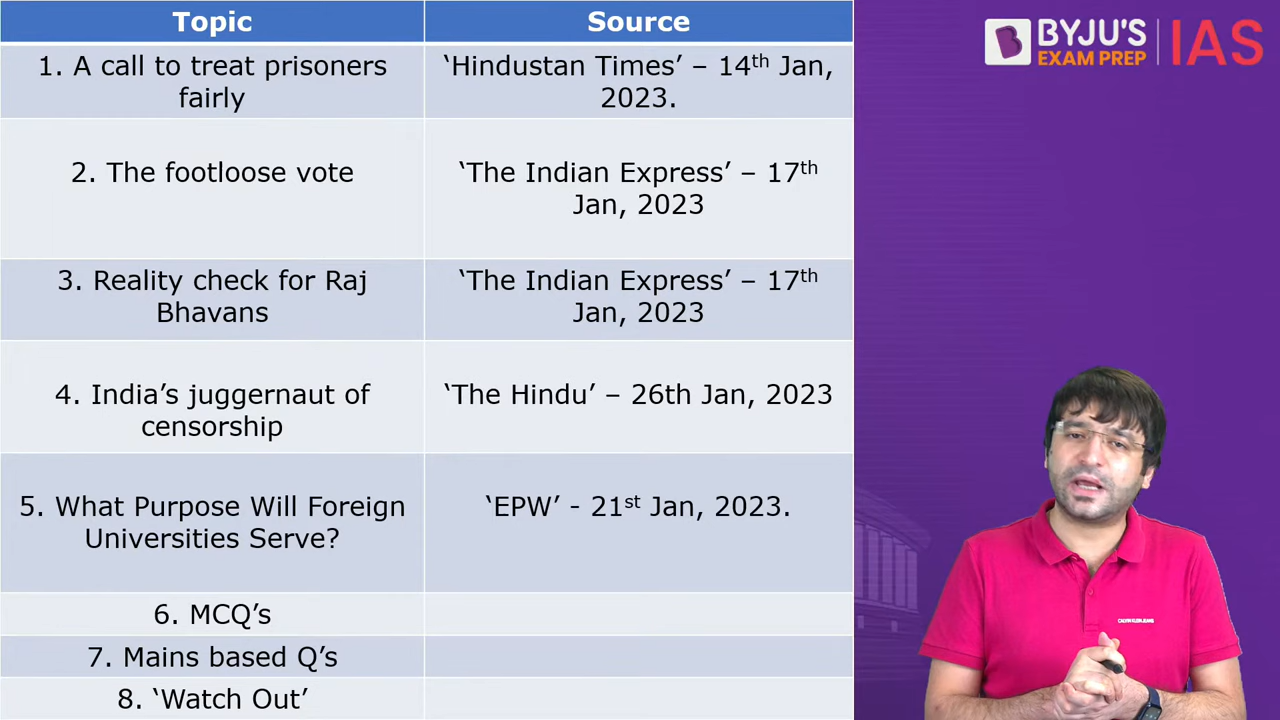 Topic
Source
1. A call to treat prisoners
fairly
‘Hindustan Times’ – 14th Jan,
2023.
2. The footloose vote
‘The Indian Express’ – 17th
Jan, 2023
3. Reality check for Raj
Bhavans
‘The Indian Express’ – 17th
Jan, 2023
4. India’s juggernaut of
censorship
‘The Hindu’ – 26th Jan, 2023
5. What Purpose Will Foreign
Universities Serve?
‘EPW’ - 21st Jan, 2023.
6. MCQ’s
7. Mains based Q’s
8. ‘Watch Out’
B
BYJU'S
EXAM PREP
IAS
CALVIN KLEIN JEANS